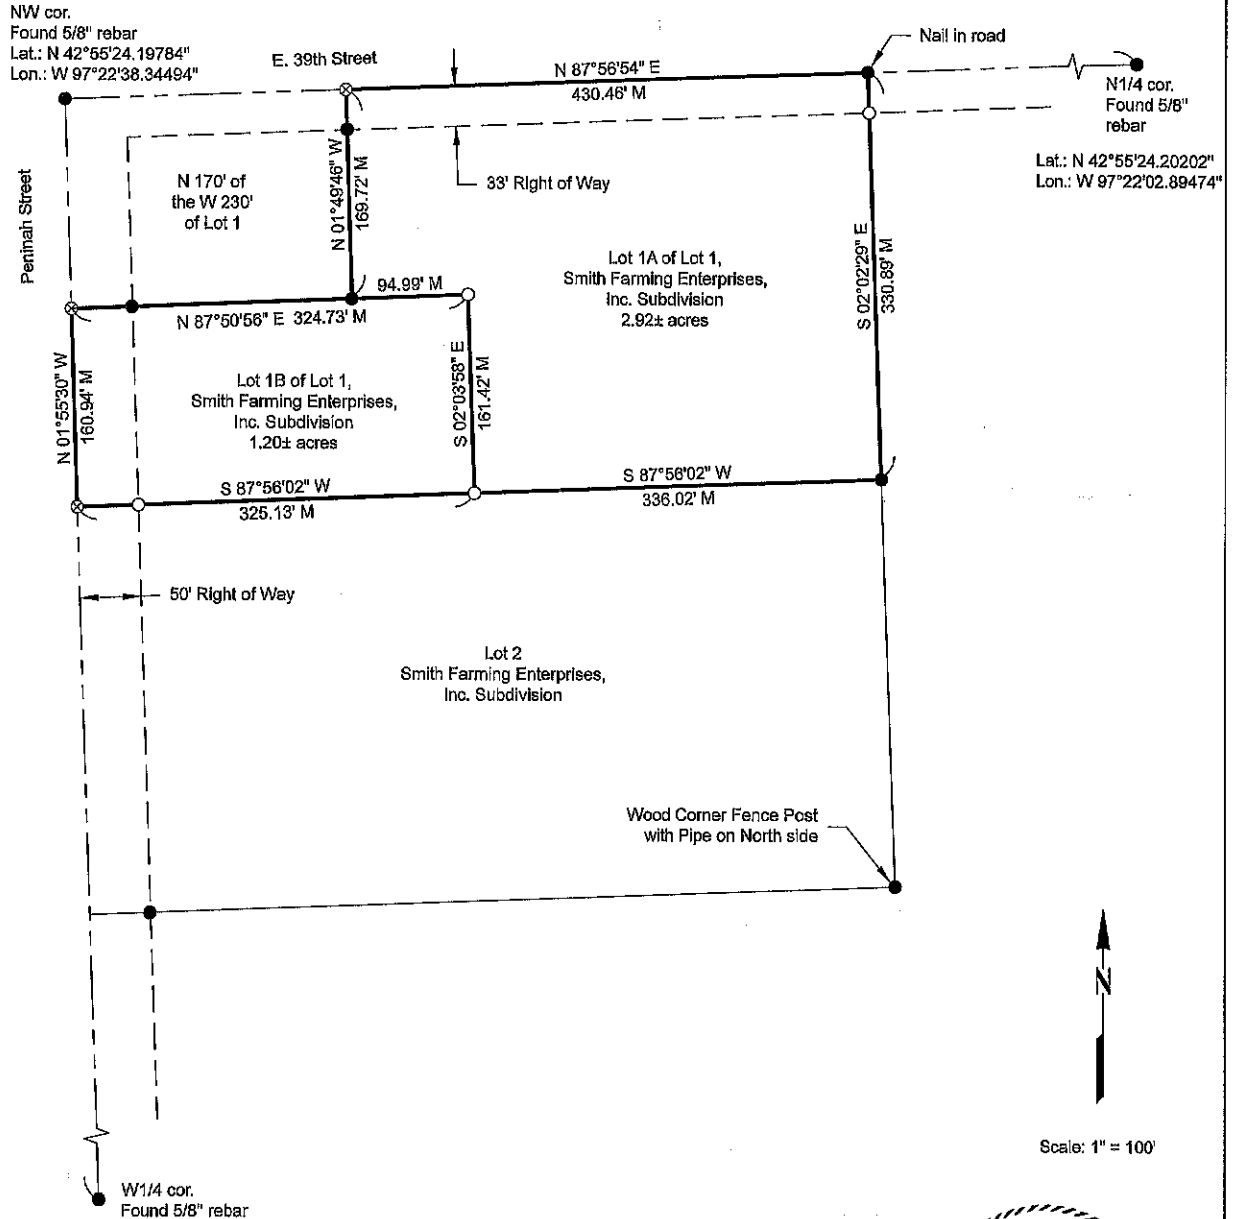 NW cor.
Found 5/8" rebar
Lat.: N 42°55'24.19784"
Lon.: W 97°22'38.34494"
E. 39th Street
N 87°56'54" E
430.46' M
Nail in road
N1/4 cor.
Found 5/8"
rebar
Lat.: N 42°55'24.20202"
Lon.: W 97°22'02.89474"
Peninah Street
N 170' of
the W 230'
of Lot 1
N 01°49'46" W
169.72' M
33' Right of Way
Lot 1A of Lot 1,
Smith Farming Enterprises,
Inc. Subdivision
2.92± acres
S 02°02'29" E
330.89' M
94.99' M
N 87°50'56" E 324.73' M
N 01°55'30" W
160.94' M
Lot 1B of Lot 1,
Smith Farming Enterprises,
Inc. Subdivision
1.20± acres
S 02°03'58" E
161.42' M
S 87°56'02" W
325.13' M
S 87°56'02" W
336.02' M
50' Right of Way
Lot 2
Smith Farming Enterprises,
Inc. Subdivision
Wood Corner Fence Post
with Pipe on North side
N
Scale: 1" = 100'
W1/4 cor.
Found 5/8" rebar